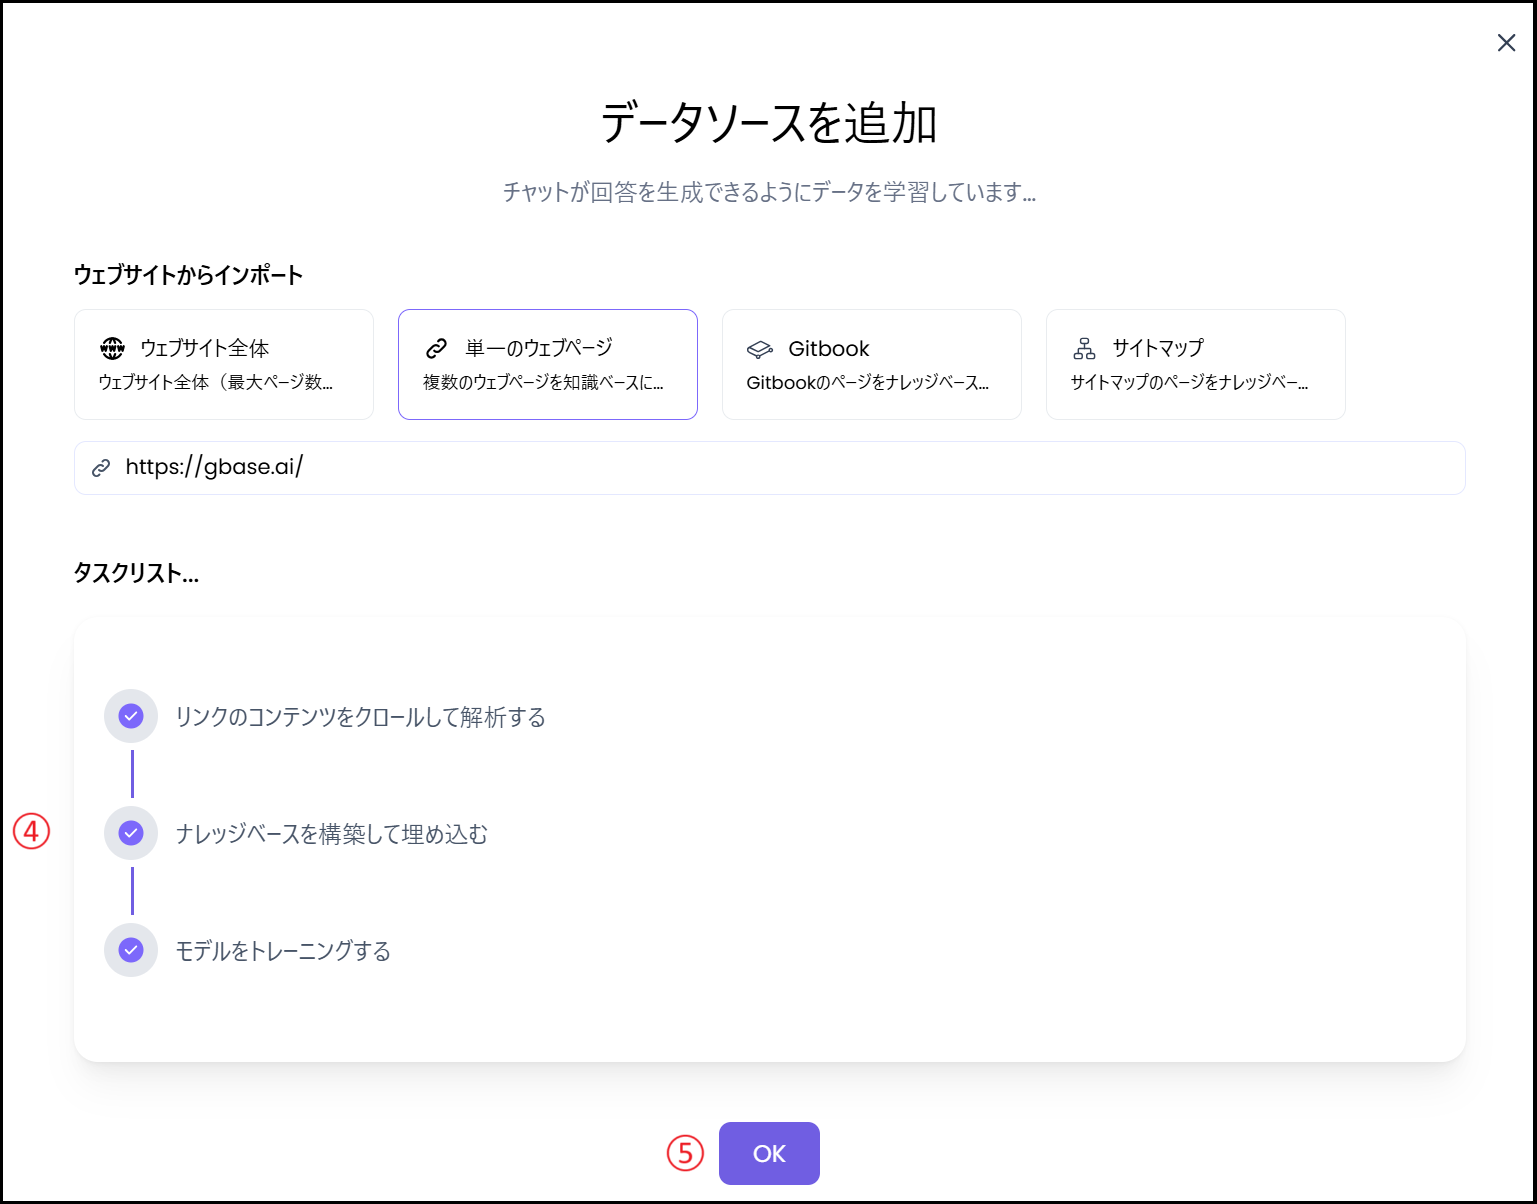 データソースを追加
チャットが回答を生成できるようにデータを学習しています...
ウェブサイトからインポート
ウェブサイト全体
ウェブサイト全体（最大ページ数...
単一のウェブページ
複数のウェブページを知識ベースに...
Gitbook
Gitbookのページをナレッジベース...
サイトマップ
サイトマップのページをナレッジベー...
https://gbase.ai/
タスクリスト...
リンクのコンテンツをクロールして解析する
④
ナレッジベースを構築して埋め込む
モデルをトレーニングする
⑤ OK